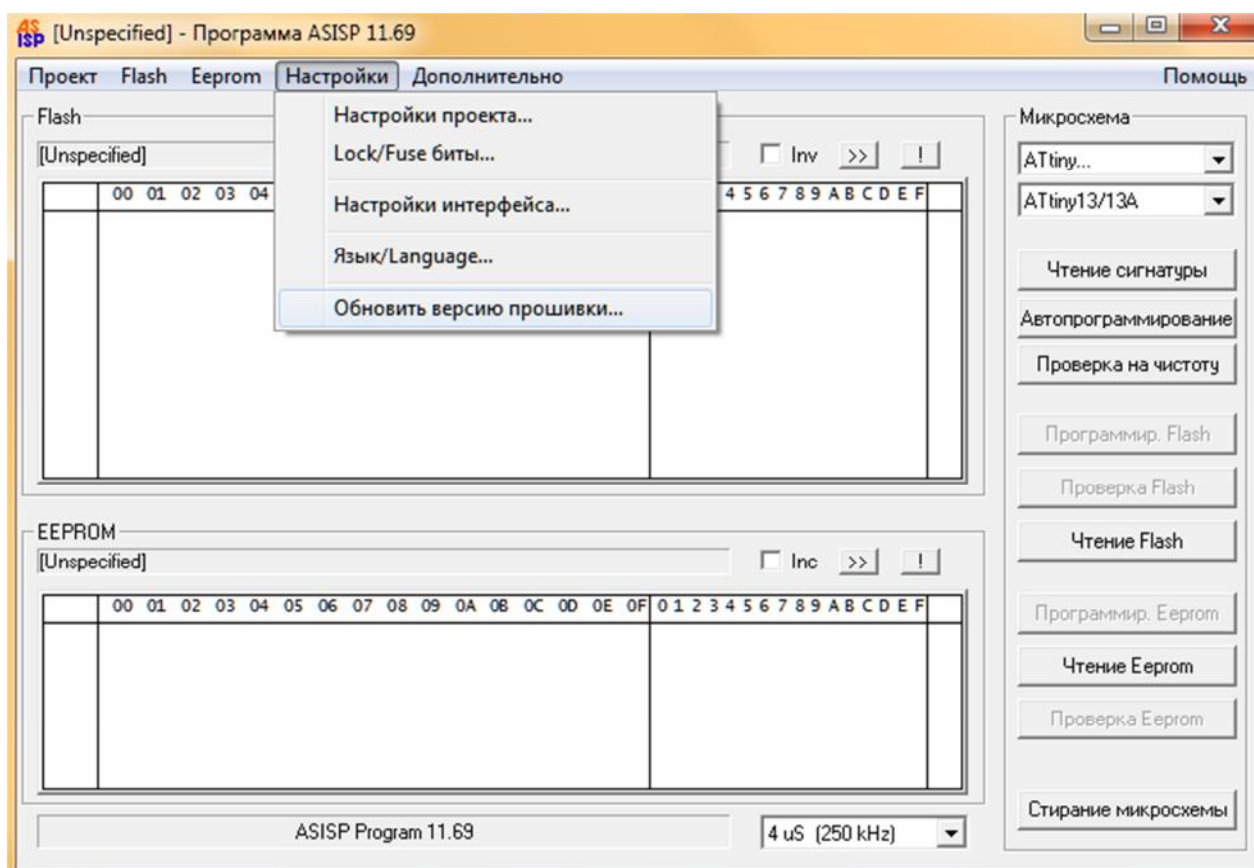 AS ISP [Unspecified] - Программа ASISP 11.69
Проект Flash Eeprom Настройки Дополнительно Помощь
Flash
[Unspecified]
Inv >> !
00 01 02 03 04
4 5 6 7 8 9 A B C D E F
Настройки проекта...
Lock/Fuse биты...
Настройки интерфейса...
Язык/Language...
Обновить версию прошивки...
EEPROM
[Unspecified]
Inc >> !
00 01 02 03 04 05 06 07 08 09 0A 0B 0C 0D 0E 0F 0 1 2 3 4 5 6 7 8 9 A B C D E F
ASISP Program 11.69
4 uS (250 kHz)
Микросхема
ATtiny...
ATtiny13/13A
Чтение сигнатуры
Автопрограммирование
Проверка на чистоту
Программир. Flash
Проверка Flash
Чтение Flash
Программир. Eeprom
Чтение Eeprom
Проверка Eeprom
Стирание микросхемы